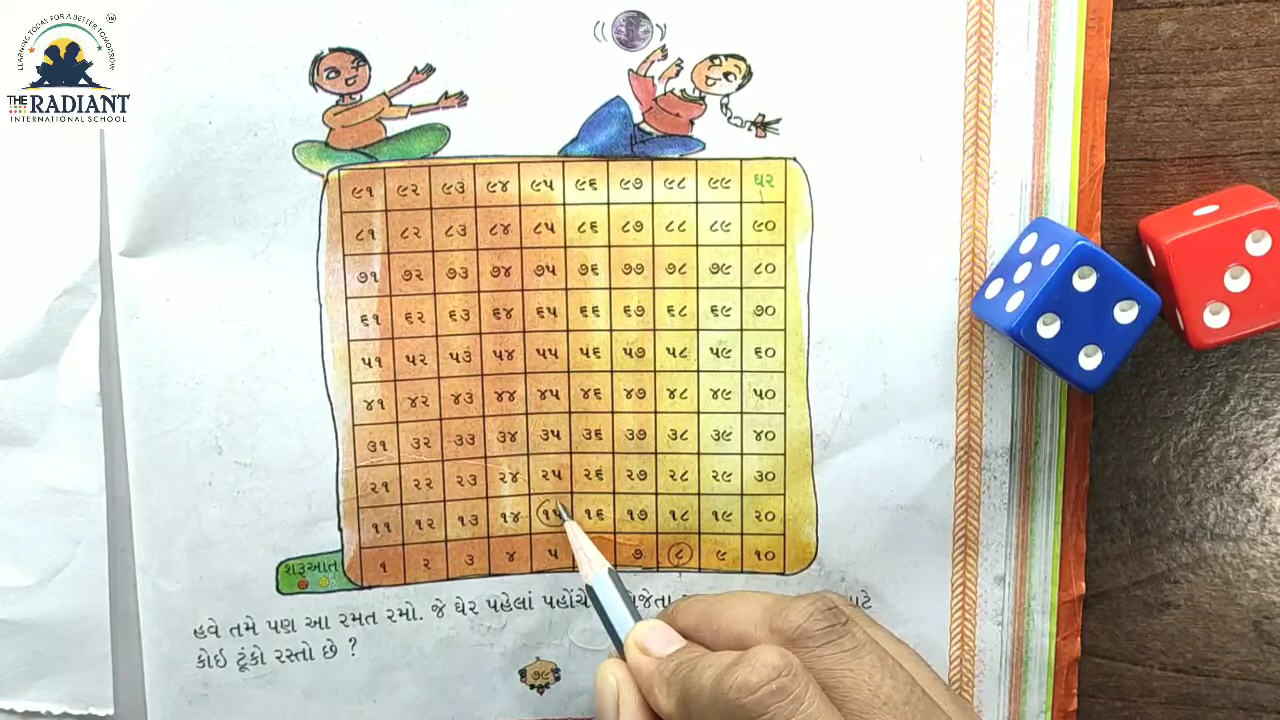 LEARNING TODAY FOR A BETTER TOMORROW
THE RADIANT
INTERNATIONAL SCHOOL
૯૧ ૯૨ ૯૩ ૯૪ ૯૫ ૯૬ ૯૭ ૯૮ ૯૯ ઘર
૮૧ ૮૨ ૮૩ ૮૪ ૮૫ ૮૬ ૮૭ ૮૮ ૮૯ ૯૦
૭૧ ૭૨ ૭૩ ૭૪ ૭૫ ૭૬ ૭૭ ૭૮ ૭૯ ૮૦
૬૧ ૬૨ ૬૩ ૬૪ ૬૫ ૬૬ ૬૭ ૬૮ ૬૯ ૭૦
૫૧ ૫૨ ૫૩ ૫૪ ૫૫ ૫૬ ૫૭ ૫૮ ૫૯ ૬૦
૪૧ ૪૨ ૪૩ ૪૪ ૪૫ ૪૬ ૪૭ ૪૮ ૪૯ ૫૦
૩૧ ૩૨ ૩૩ ૩૪ ૩૫ ૩૬ ૩૭ ૩૮ ૩૯ ૪૦
૨૧ ૨૨ ૨૩ ૨૪ ૨૫ ૨૬ ૨૭ ૨૮ ૨૯ ૩૦
૧૧ ૧૨ ૧૩ ૧૪ ૧૫ ૧૬ ૧૭ ૧૮ ૧૯ ૨૦
શરૂઆત ૧ ૨ ૩ ૪ ૫ ૭ ૮ ૯ ૧૦
હવે તમે પણ આ રમત રમો. જે ઘેર પહેલાં
કોઇ ટૂંકો રસ્તો છે ?
૭૯